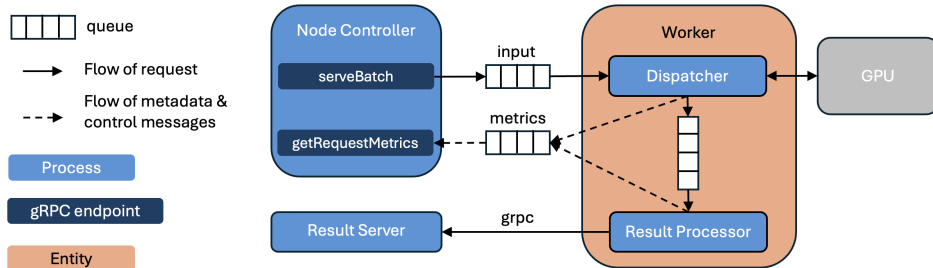 queue
Flow of request
Flow of metadata &
control messages
Process
gRPC endpoint
Entity
Node Controller
serveBatch
getRequestMetrics
input
metrics
Worker
Dispatcher
GPU
Result Server
grpc
Result Processor